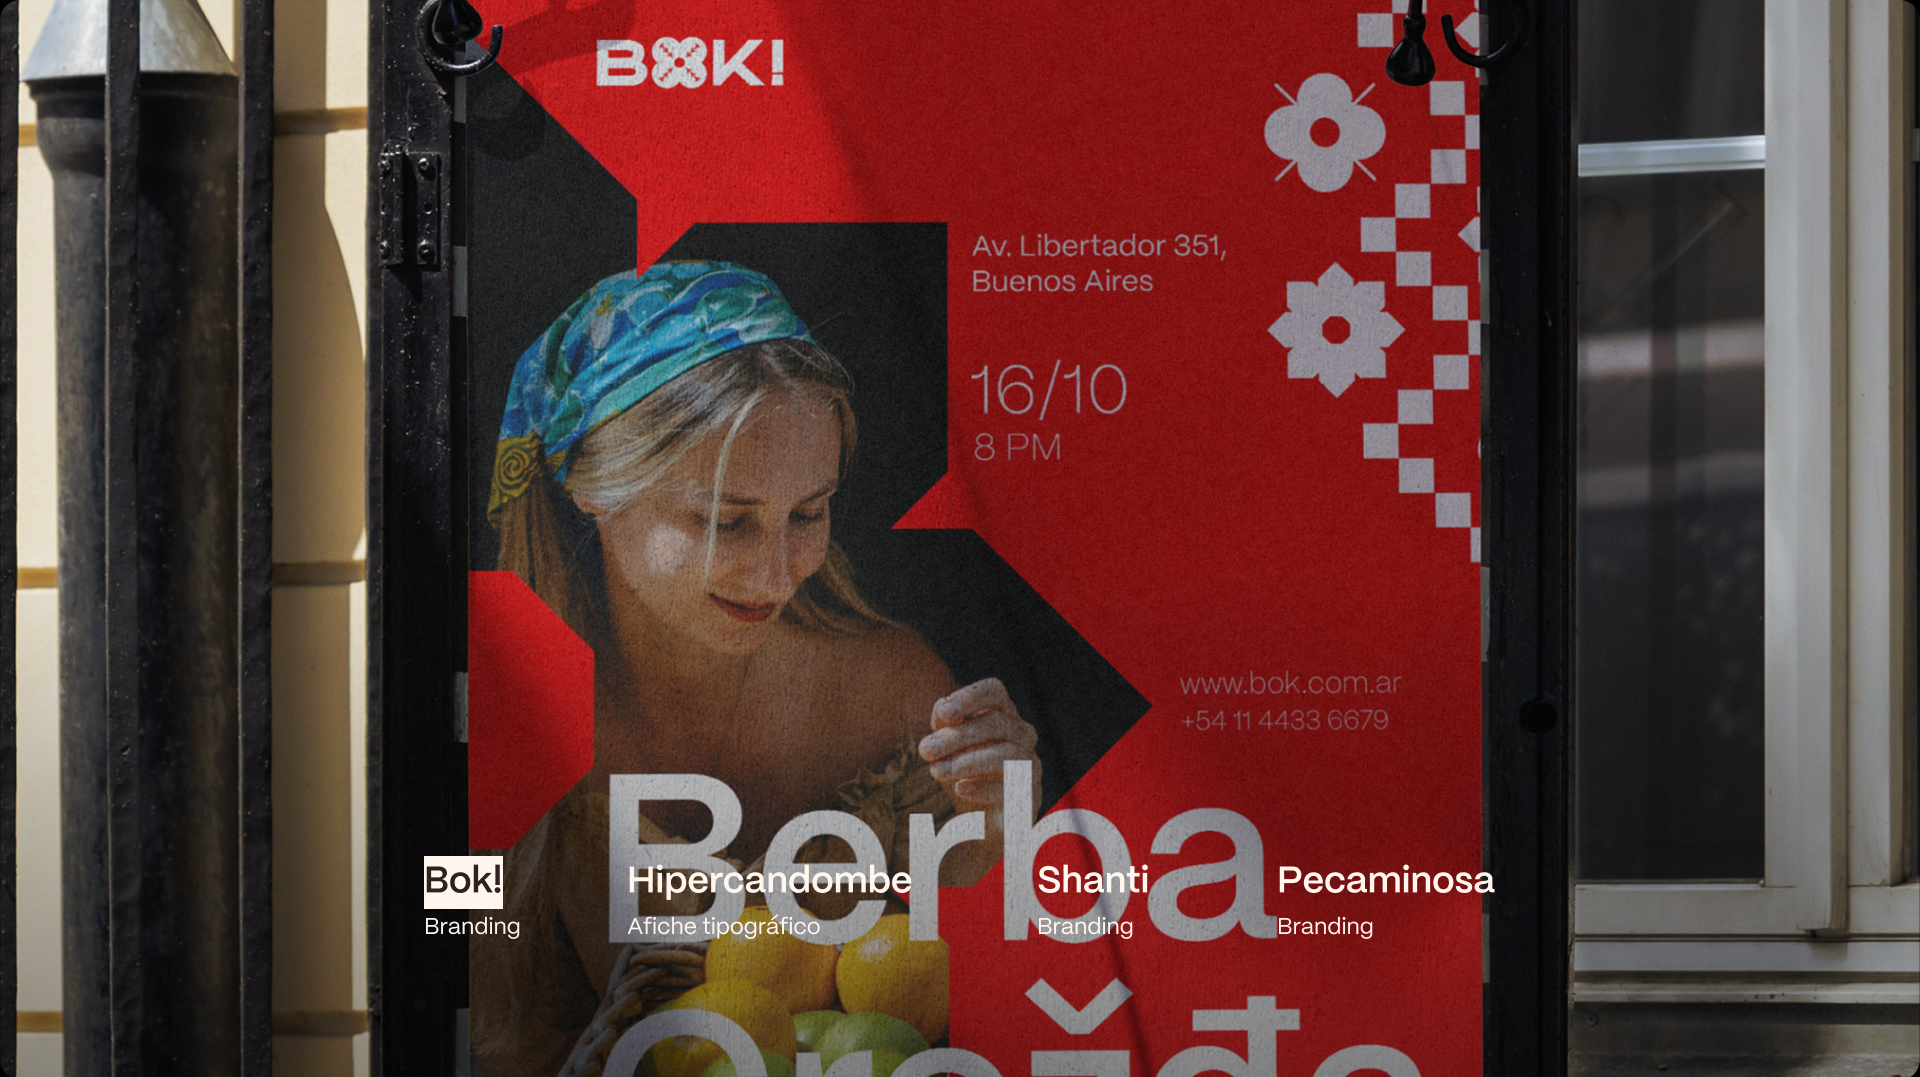 BOK!
Av. Libertador 351,
Buenos Aires
16/10
8 PM
www.bok.com.ar
+54 11 4433 6679
Berba
Bok!
Branding
Hipercandombe
Afiche tipográfico
Shanti
Branding
Pecaminosa
Branding